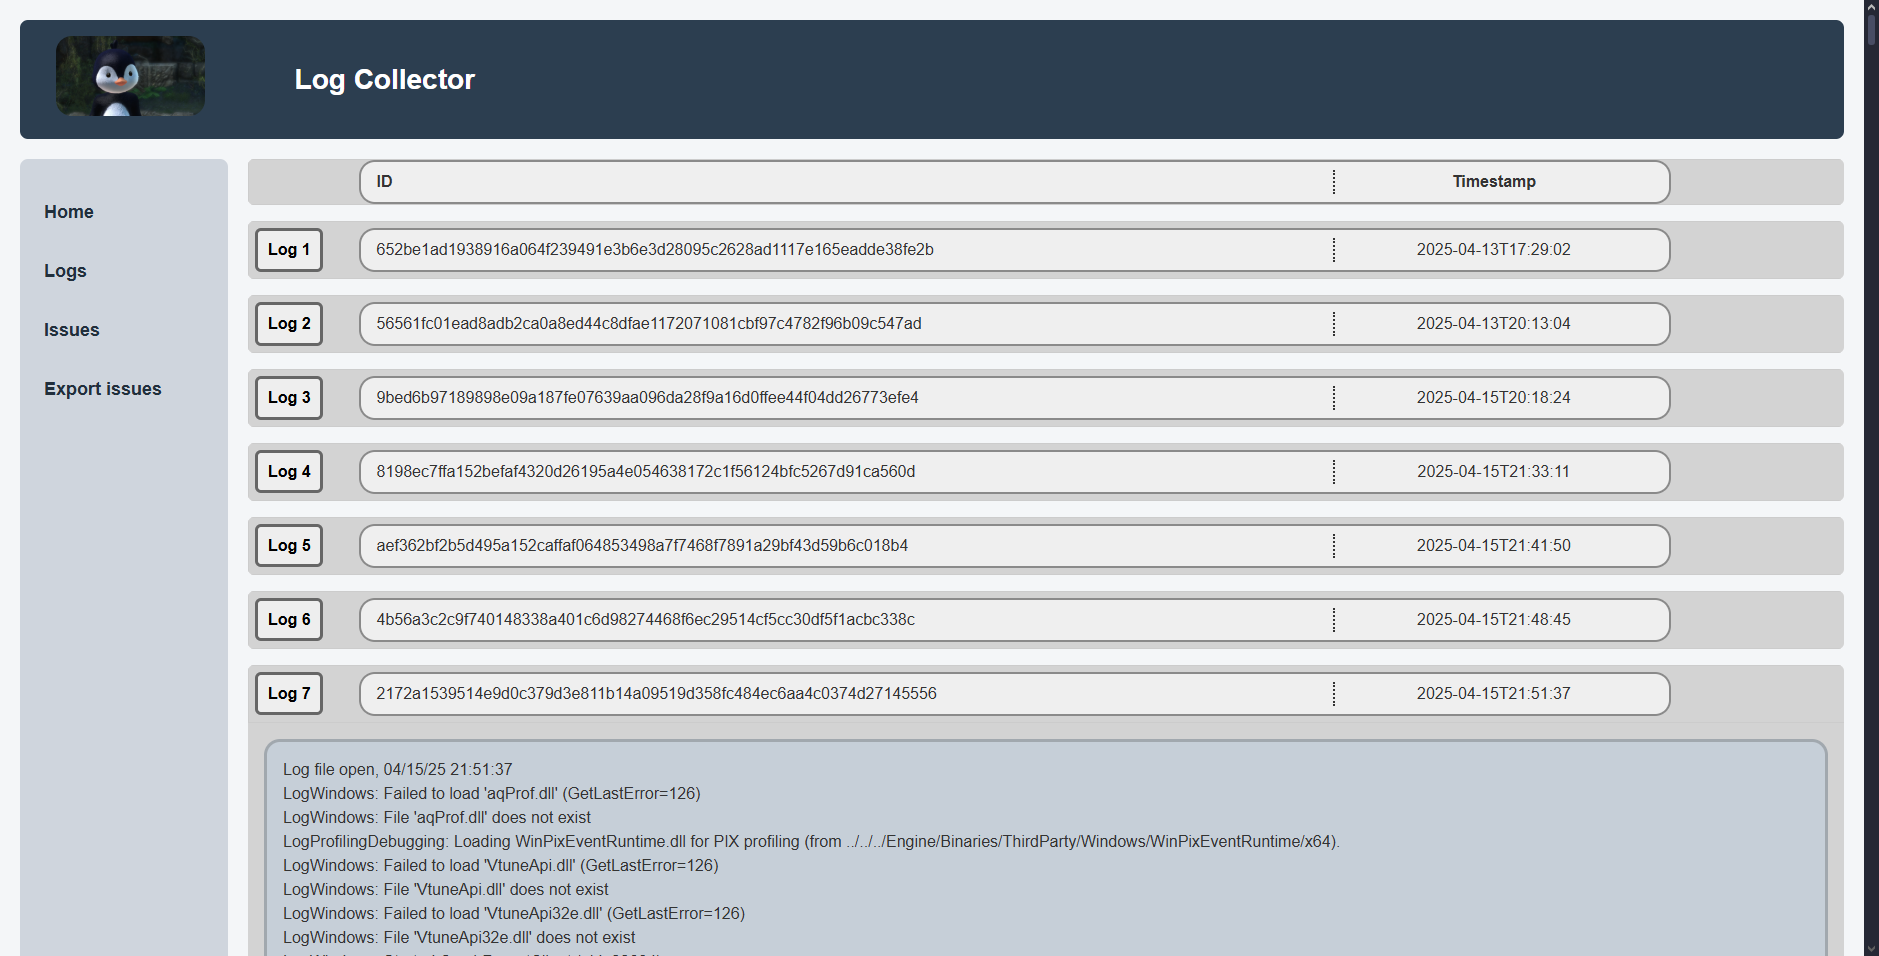 Log Collector
Home
Logs
Issues
Export issues
ID Timestamp
Log 1 652be1ad1938916a064f239491e3b6e3d28095c2628ad1117e165eadde38fe2b 2025-04-13T17:29:02
Log 2 56561fc01ead8adb2ca0a8ed44c8dfae1172071081cbf97c4782f96b09c547ad 2025-04-13T20:13:04
Log 3 9bed6b97189898e09a187fe07639aa096da28f9a16d0ffee44f04dd26773efe4 2025-04-15T20:18:24
Log 4 8198ec7ffa152befaf4320d26195a4e054638172c1f56124bfc5267d91ca560d 2025-04-15T21:33:11
Log 5 aef362bf2b5d495a152caffaf064853498a7f7468f7891a29bf43d59b6c018b4 2025-04-15T21:41:50
Log 6 4b56a3c2c9f740148338a401c6d98274468f6ec29514cf5cc30df5f1acbc338c 2025-04-15T21:48:45
Log 7 2172a1539514e9d0c379d3e811b14a09519d358fc484ec6aa4c0374d27145556 2025-04-15T21:51:37
Log file open, 04/15/25 21:51:37
LogWindows: Failed to load 'aqProf.dll' (GetLastError=126)
LogWindows: File 'aqProf.dll' does not exist
LogProfilingDebugging: Loading WinPixEventRuntime.dll for PIX profiling (from ../../../Engine/Binaries/ThirdParty/Windows/WinPixEventRuntime/x64).
LogWindows: Failed to load 'VtuneApi.dll' (GetLastError=126)
LogWindows: File 'VtuneApi.dll' does not exist
LogWindows: Failed to load 'VtuneApi32e.dll' (GetLastError=126)
LogWindows: File 'VtuneApi32e.dll' does not exist